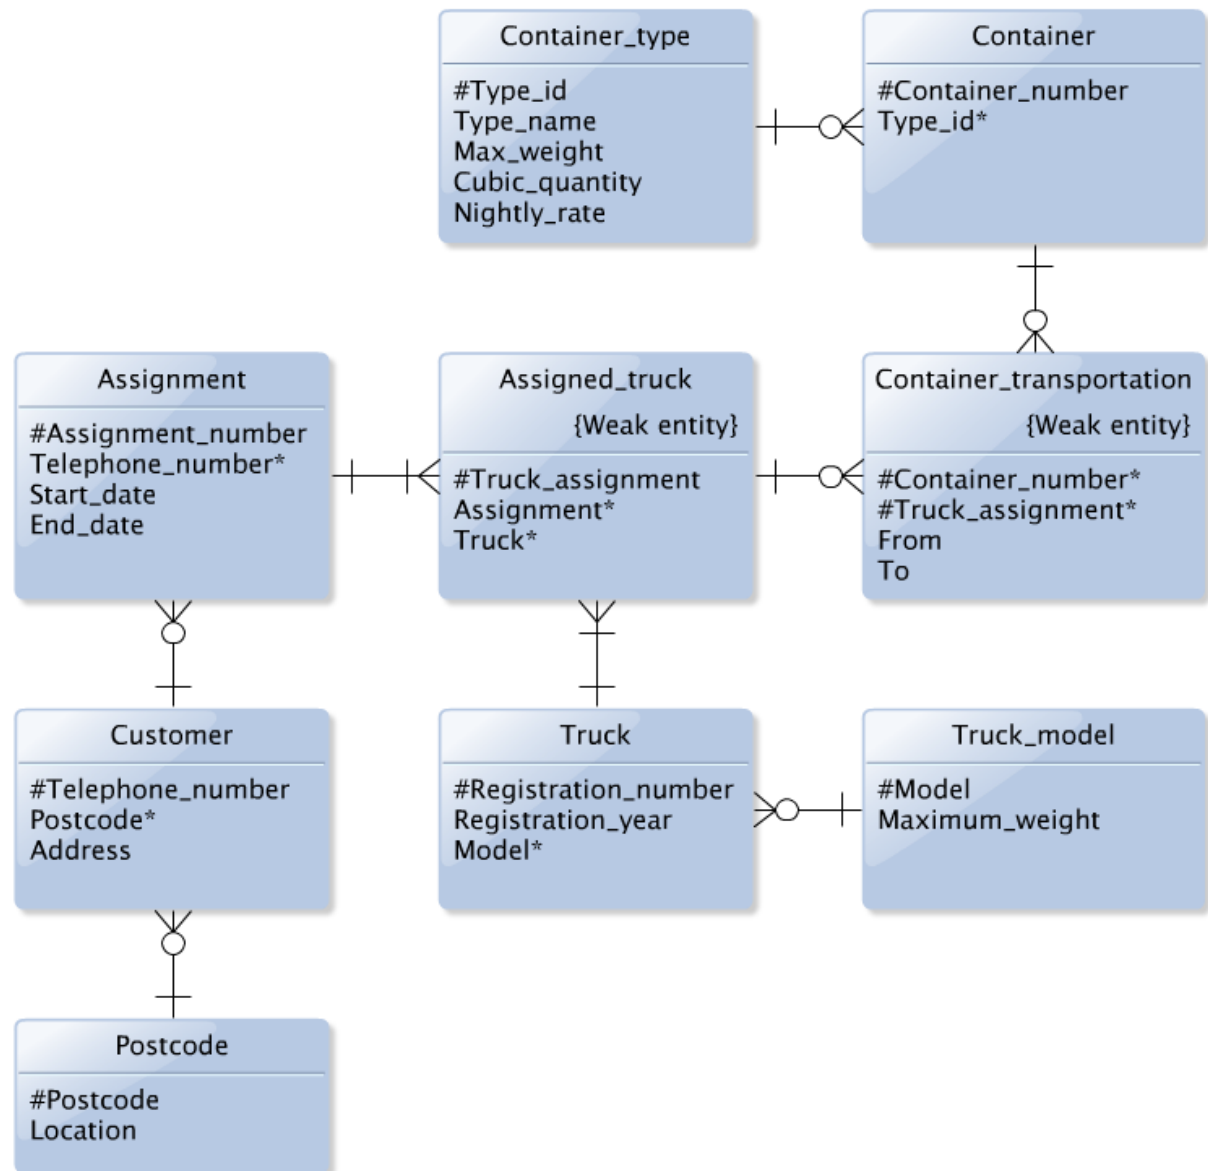 Container_type
#Type_id
Type_name
Max_weight
Cubic_quantity
Nightly_rate
Container
#Container_number
Type_id*
Assignment
#Assignment_number
Telephone_number*
Start_date
End_date
Assigned_truck
{Weak entity}
#Truck_assignment
Assignment*
Truck*
Container_transportation
{Weak entity}
#Container_number*
#Truck_assignment*
From
To
Customer
#Telephone_number
Postcode*
Address
Truck
#Registration_number
Registration_year
Model*
Truck_model
#Model
Maximum_weight
Postcode
#Postcode
Location